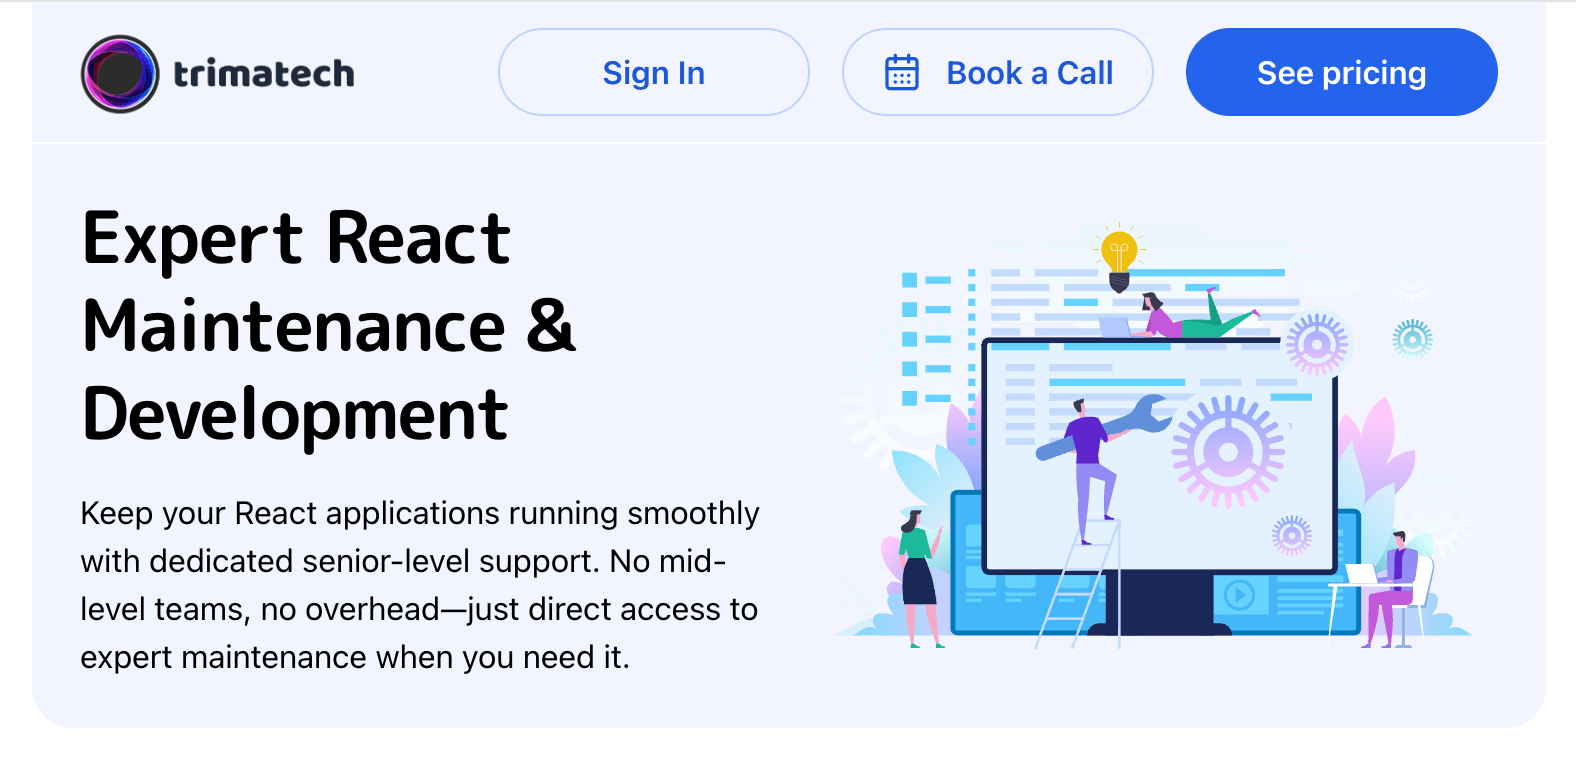 trimatech
Sign In
Book a Call
See pricing
Expert React
Maintenance &
Development
Keep your React applications running smoothly
with dedicated senior-level support. No mid-
level teams, no overhead—just direct access to
expert maintenance when you need it.